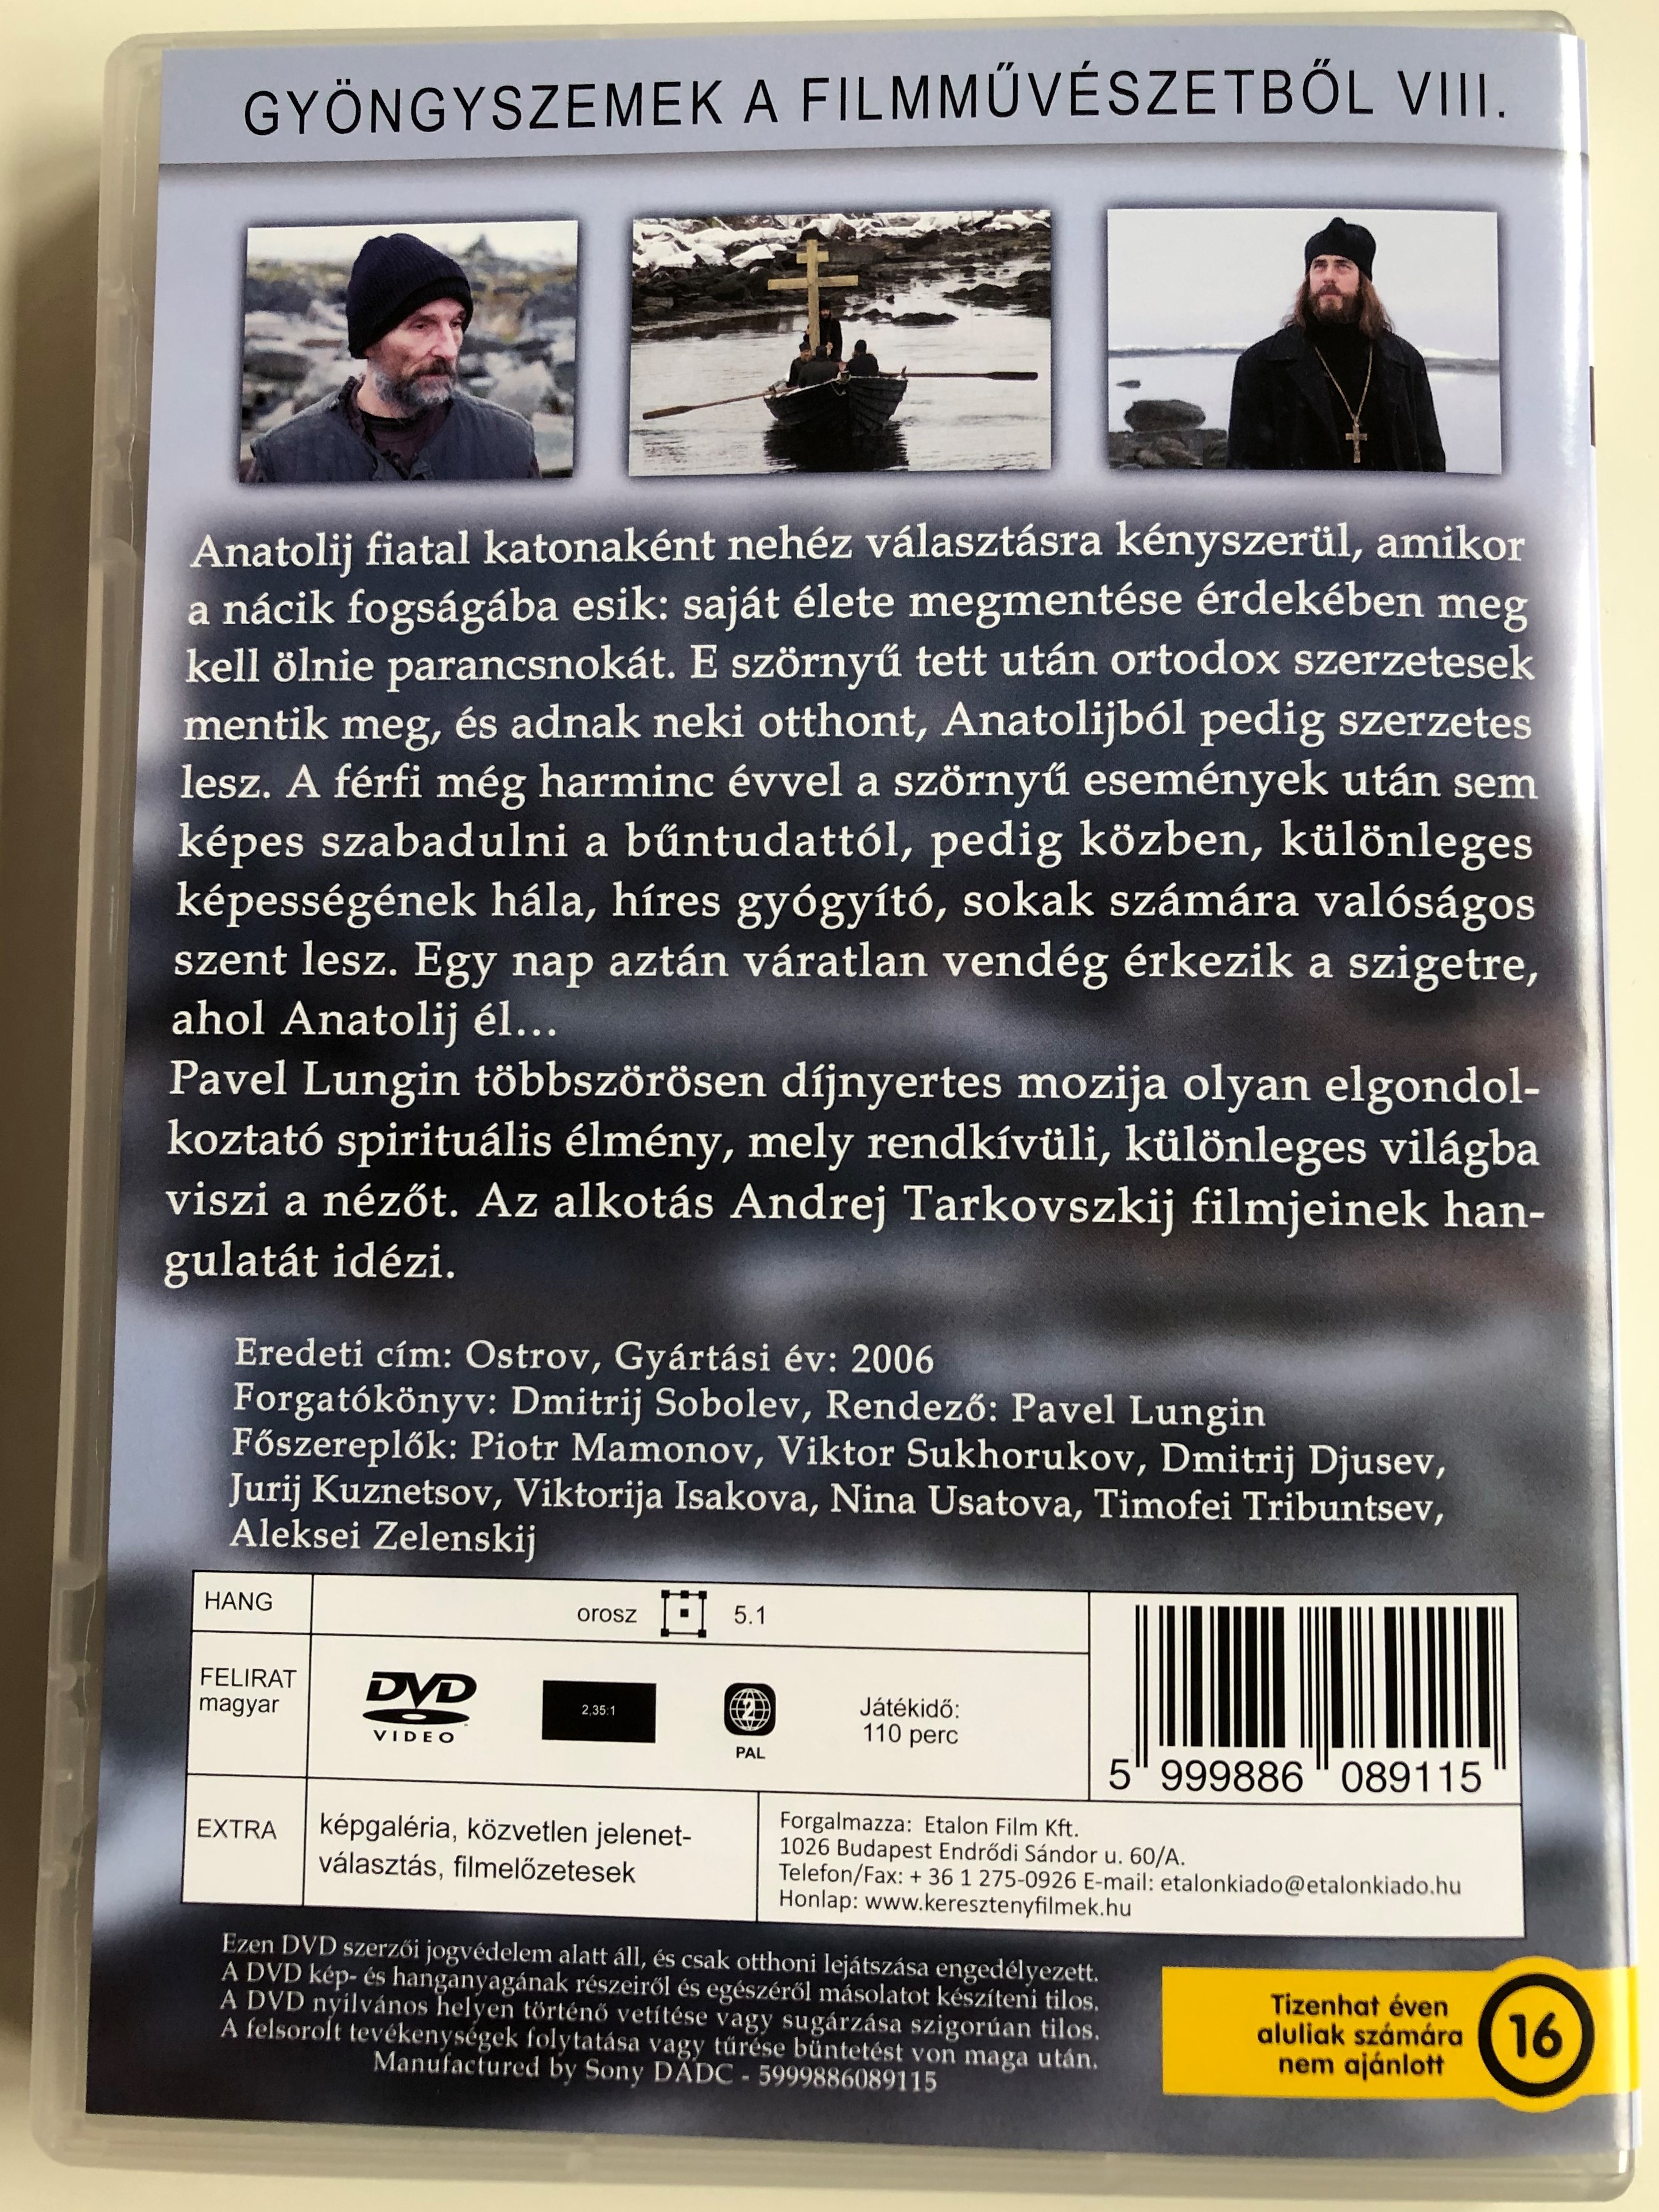 GYÖNGYSZEMEK A FILMMŰVÉSZETBŐL VIII.
Anatolij fiatal katonaként nehéz választásra kényszerül, amikor
a nácik fogságába esik: saját élete megmentése érdekében meg
kell ölnie parancsnokát. E szörnyű tett után ortodox szerzetesek
mentik meg, és adnak neki otthont, Anatolijból pedig szerzetes
lesz. A férfi még harminc évvel a szörnyű események után sem
képes szabadulni a bűntudattól, pedig közben, különleges
képességének hála, híres gyógyító, sokak számára valóságos
szent lesz. Egy nap aztán váratlan vendég érkezik a szigetre,
ahol Anatolij él...
Pavel Lungin többszörösen díjnyertes mozija olyan elgondol-
koztató spirituális élmény, mely rendkívüli, különleges világba
viszi a nézőt. Az alkotás Andrej Tarkovszkij filmjeinek han-
gulatát idézi.
Eredeti cím: Ostrov, Gyártási év: 2006
Forgatókönyv: Dmitrij Sobolev, Rendező: Pavel Lungin
Főszereplők: Piotr Mamonov, Viktor Sukhorukov, Dmitrij Djusev,
Jurij Kuznetsov, Viktorija Isakova, Nina Usatova, Timofei Tribuntsev,
Aleksei Zelenskij
HANG
orosz 5.1
FELIRAT
magyar
DVD
VIDEO
2,35:1
2
PAL
Játékidő:
110 perc
5 999886 089115
EXTRA
képgaléria, közvetlen jelenet-
választás, filmelőzetesek
Forgalmazza: Etalon Film Kft.
1026 Budapest Endrődi Sándor u. 60/A.
Telefon/Fax: + 36 1 275-0926 E-mail: etalonkiado@etalonkiado.hu
Honlap: www.keresztenyfilmek.hu
Ezen DVD szerzői jogvédelem alatt áll, és csak otthoni lejátszása engedélyezett.
A DVD kép- és hanganyagának részeiről és egészéről másolatot készíteni tilos.
A DVD nyilvános helyen történő vetítése vagy sugárzása szigorúan tilos.
A felsorolt tevékenységek folytatása vagy tűrése büntetést von maga után.
Manufactured by Sony DADC - 5999886089115
Tizenhat éven
aluliak számára
nem ajánlott
16